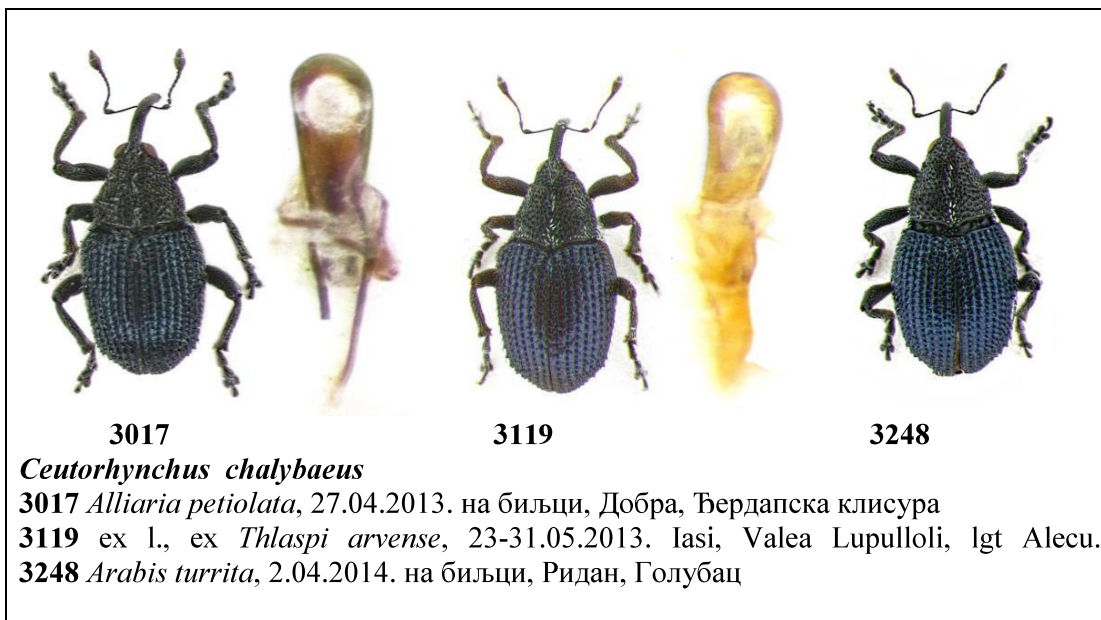 3017 3119 3248
Ceutorhynchus chalybaeus
3017 Alliaria petiolata, 27.04.2013. на биљци, Добра, Ђердапска клисура
3119 ex l., ex Thlaspi arvense, 23-31.05.2013. Iasi, Valea Lupulloli, lgt Alecu.
3248 Arabis turrita, 2.04.2014. на биљци, Ридан, Голубац